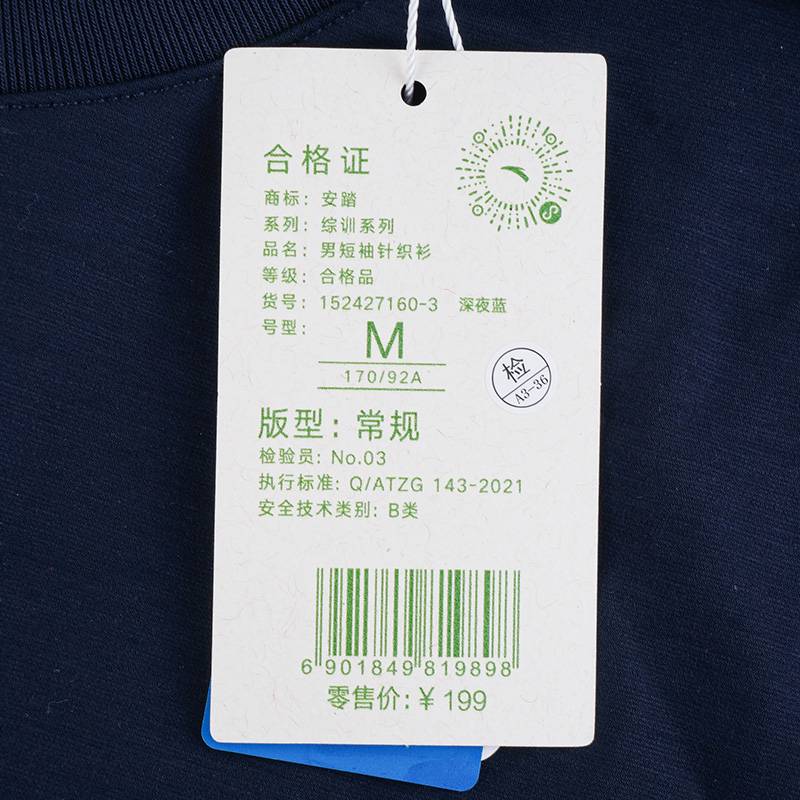 合格证
商标：安踏
系列：综训系列
品名：男短袖针织衫
等级：合格品
货号：152427160-3 深夜蓝
号型：M
170/92A
检
A3-36
版型：常规
检验员：No.03
执行标准：Q/ATZG 143-2021
安全技术类别：B类
6 901849 819898
零售价：¥ 199